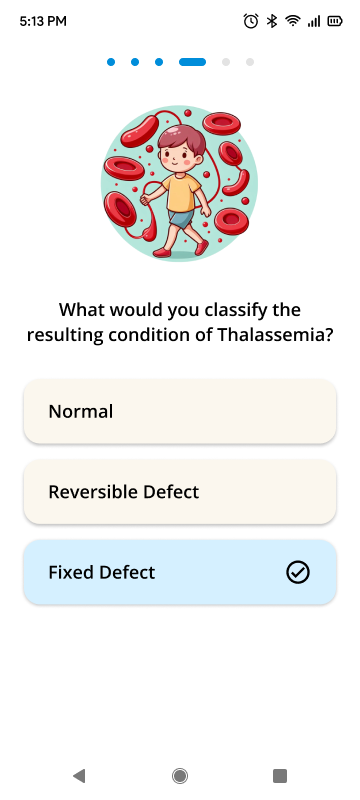 5:13 PM
What would you classify the
resulting condition of Thalassemia?
Normal
Reversible Defect
Fixed Defect